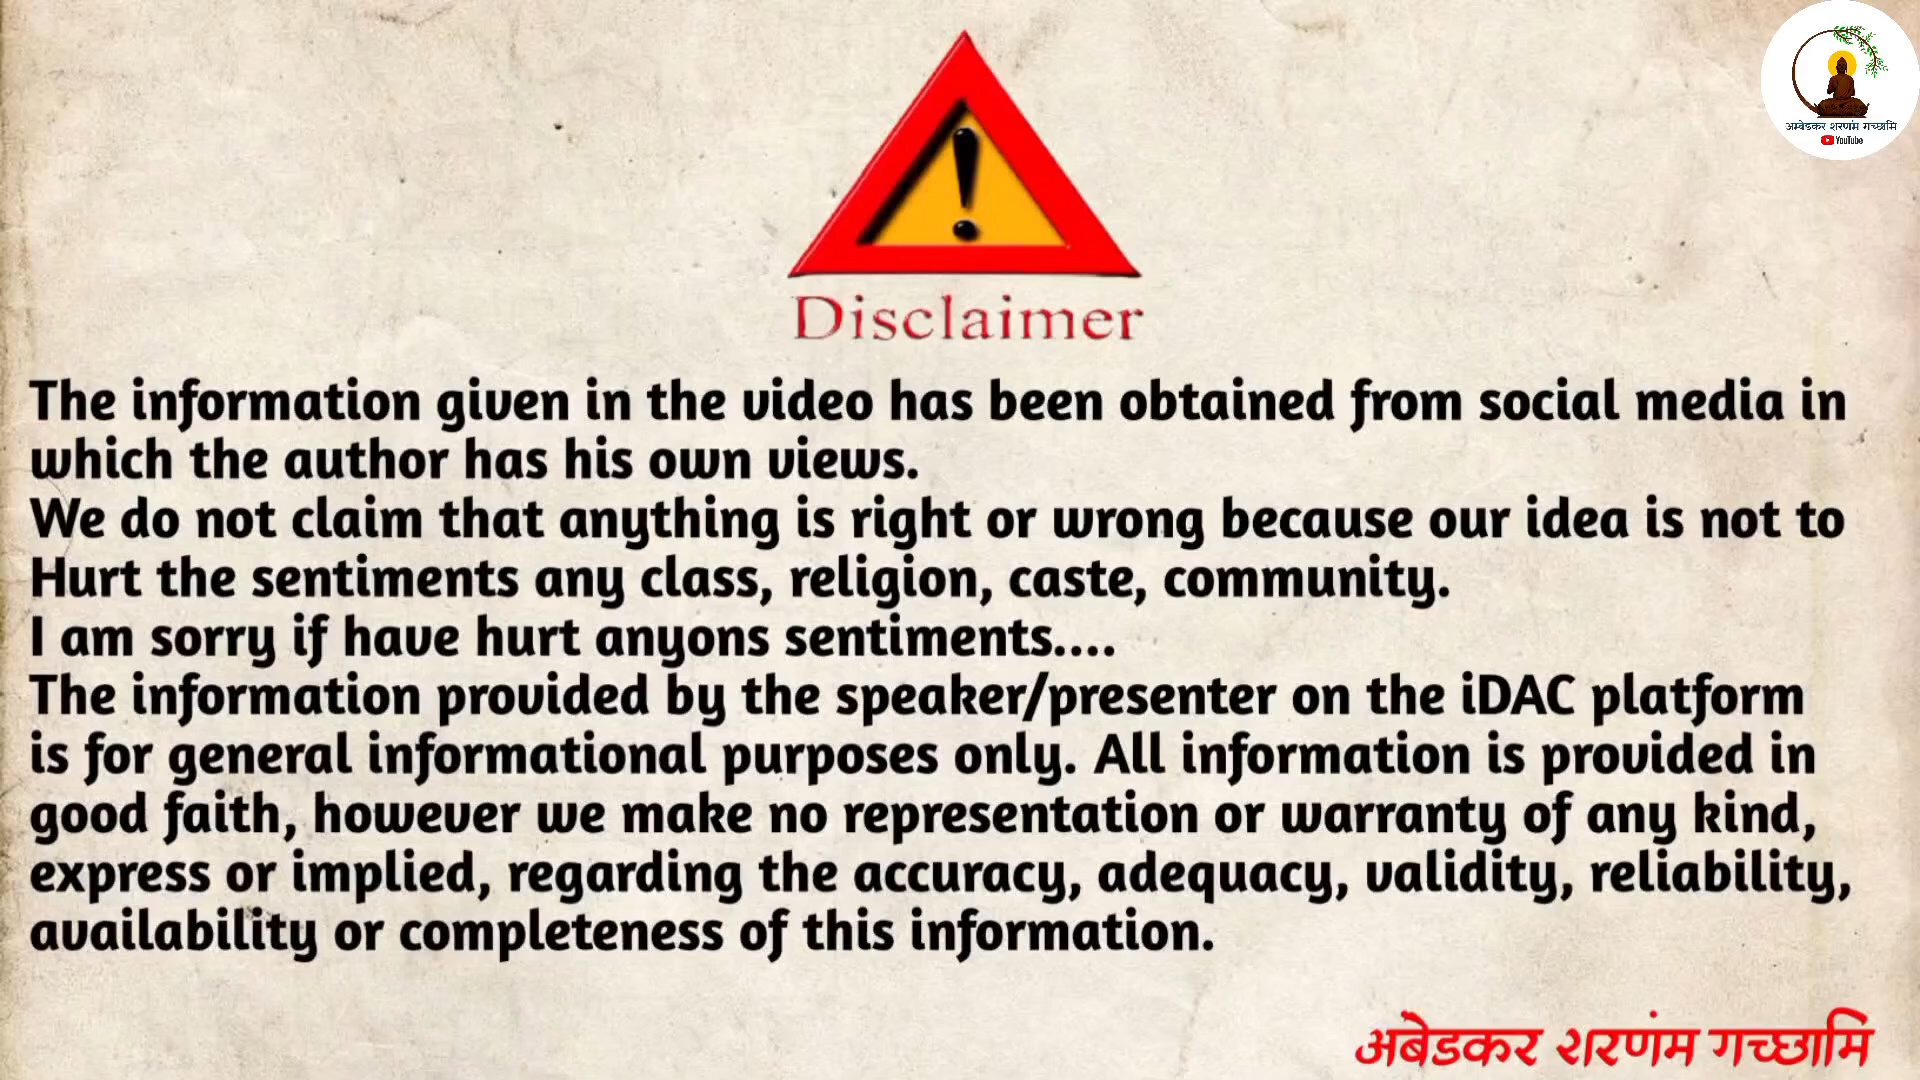 अम्बेडकर शरणंम गच्छामि
YouTube
Disclaimer
The information given in the video has been obtained from social media in
which the author has his own views.
We do not claim that anything is right or wrong because our idea is not to
Hurt the sentiments any class, religion, caste, community.
I am sorry if have hurt anyons sentiments....
The information provided by the speaker/presenter on the iDAC platform
is for general informational purposes only. All information is provided in
good faith, however we make no representation or warranty of any kind,
express or implied, regarding the accuracy, adequacy, validity, reliability,
availability or completeness of this information.
अंबेडकर शरणंम गच्छामि